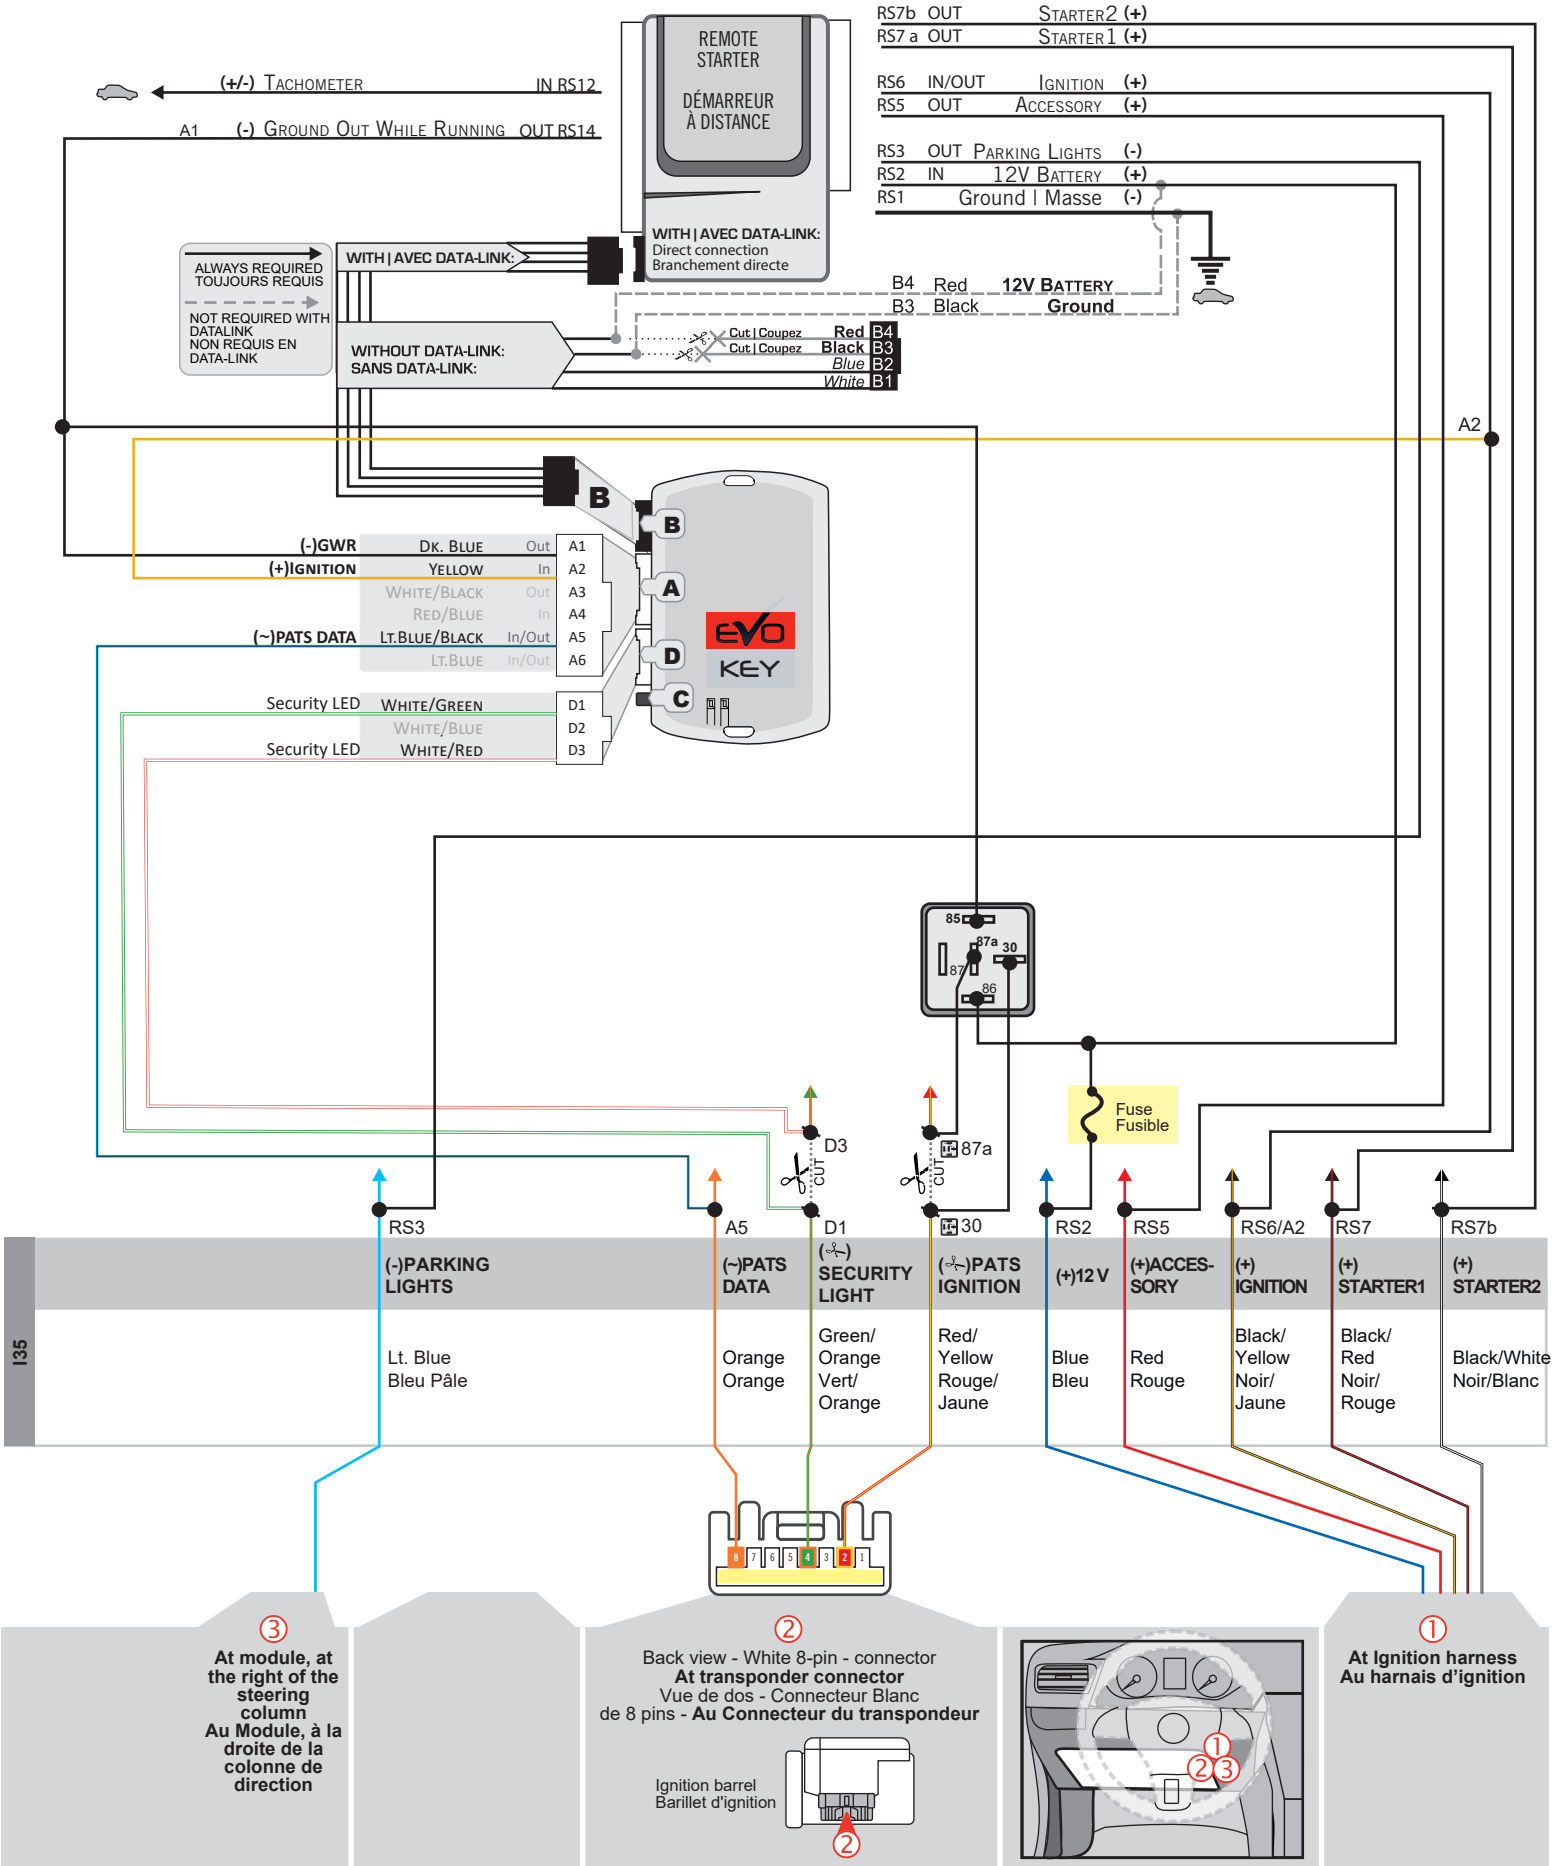 RS7b OUT STARTER2 (+)
RS7 a OUT STARTER1 (+)
REMOTE
STARTER
DÉMARREUR
À DISTANCE
(+/-) TACHOMETER IN RS12
RS6 IN/OUT IGNITION (+)
RS5 OUT ACCESSORY (+)
A1 (-) GROUND OUT WHILE RUNNING OUT RS14
RS3 OUT PARKING LIGHTS (-)
RS2 IN 12V BATTERY (+)
RS1 Ground | Masse (-)
WITH | AVEC DATA-LINK:
Direct connection
Branchement directe
ALWAYS REQUIRED
TOUJOURS REQUIS
NOT REQUIRED WITH
DATALINK
NON REQUIS EN
DATA-LINK
WITH | AVEC DATA-LINK:
B4 Red 12V BATTERY
B3 Black Ground
WITHOUT DATA-LINK:
SANS DATA-LINK:
Cut | Coupez Red B4
Cut | Coupez Black B3
Blue B2
White B1
A2
B
B
A
D
C
EVO
KEY
(-)GWR DK. BLUE Out A1
(+)IGNITION YELLOW In A2
WHITE/BLACK Out A3
RED/BLUE In A4
(~)PATS DATA LT.BLUE/BLACK In/Out A5
LT.BLUE In/Out A6
Security LED WHITE/GREEN D1
WHITE/BLUE D2
Security LED WHITE/RED D3
85
87a
30
87
86
Fuse
Fusible
D3
CUT
87a
CUT
RS3
A5
D1
30
RS2
RS5
RS6/A2
RS7
RS7b
I35
(-)PARKING
LIGHTS
(~)PATS
DATA
( )
SECURITY
LIGHT
( )PATS
IGNITION
(+)12 V
(+)ACCES-
SORY
(+)
IGNITION
(+)
STARTER1
(+)
STARTER2
Lt. Blue
Bleu Pâle
Orange
Orange
Green/
Orange
Vert/
Orange
Red/
Yellow
Rouge/
Jaune
Blue
Bleu
Red
Rouge
Black/
Yellow
Noir/
Jaune
Black/
Red
Noir/
Rouge
Black/White
Noir/Blanc
8 7 6 5 4 3 2 1
3
At module, at
the right of the
steering
column
Au Module, à la
droite de la
colonne de
direction
2
Back view - White 8-pin - connector
At transponder connector
Vue de dos - Connecteur Blanc
de 8 pins - Au Connecteur du transpondeur
Ignition barrel
Barillet d'ignition
2
1
2 3
1
At Ignition harness
Au harnais d'ignition